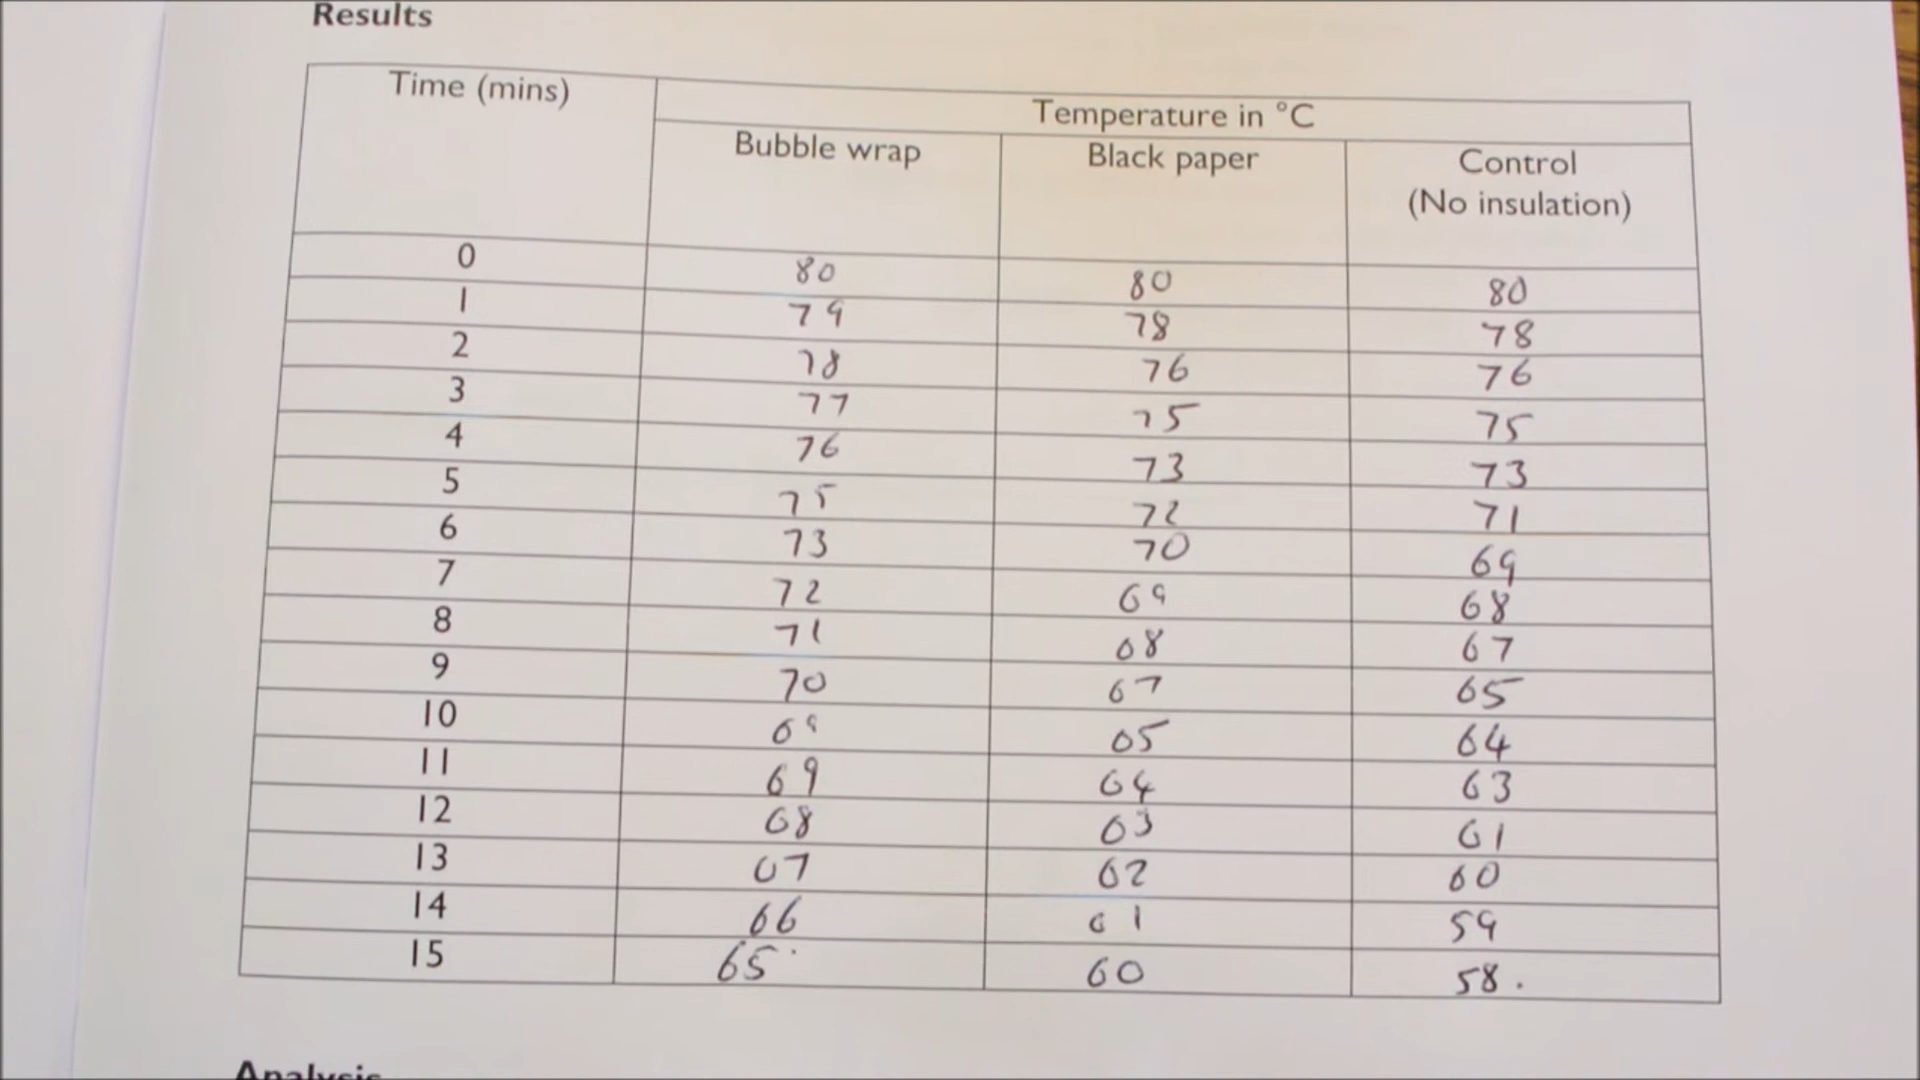 Results
Time (mins)
Temperature in °C
Bubble wrap Black paper Control
(No insulation)
0 80 80 80
1 79 78 78
2 78 76 76
3 77 75 75
4 76 73 73
5 75 72 71
6 73 70 69
7 72 69 68
8 71 68 67
9 70 67 65
10 69 65 64
11 69 64 63
12 68 63 61
13 67 62 60
14 66 61 59
15 65 60 58.
Analysis